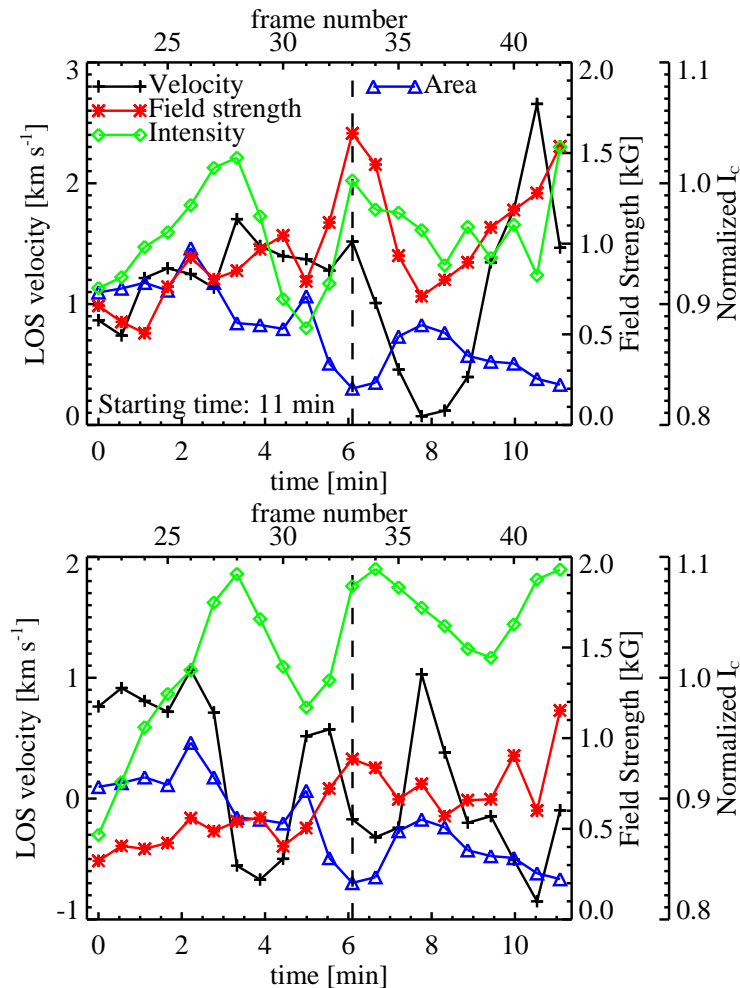 frame number
25 30 35 40
3 2.0 1.1
Velocity Area
Field strength
Intensity
2 1.5 1.0
1 1.0 0.9
0.5
0 0.0 0.8
LOS velocity [km s⁻¹]
Field Strength [kG]
Normalized I_c
Starting time: 11 min
0 2 4 6 8 10
time [min]
frame number
25 30 35 40
2 2.0 1.1
1 1.5 1.0
0 1.0 0.9
0.5
-1 0.0 0.8
LOS velocity [km s⁻¹]
Field Strength [kG]
Normalized I_c
0 2 4 6 8 10
time [min]